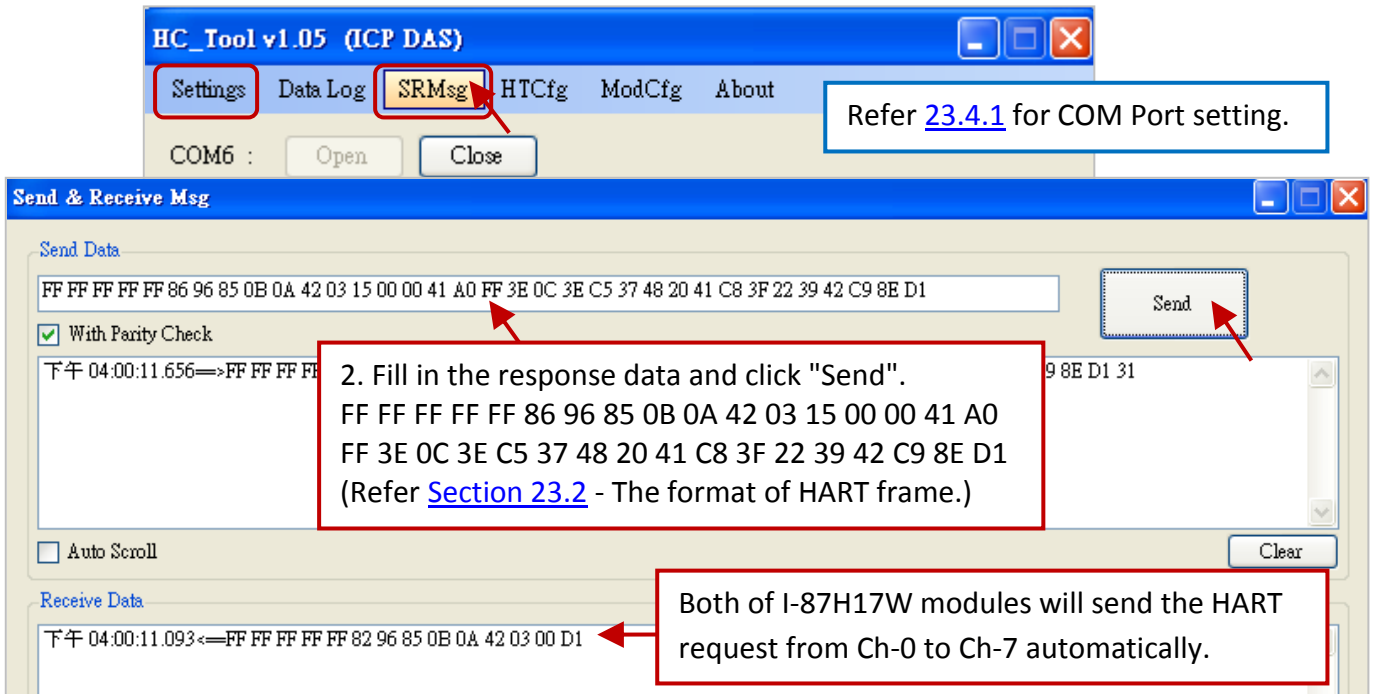 HC_Tool v1.05 (ICP DAS)
Settings Data Log SRMsg HTCfg ModCfg About
Refer 23.4.1 for COM Port setting.
COM6 : Open Close
Send & Receive Msg
Send Data
FF FF FF FF FF 86 96 85 0B 0A 42 03 15 00 00 41 A0 FF 3E 0C 3E C5 37 48 20 41 C8 3F 22 39 42 C9 8E D1
Send
With Parity Check
下午 04:00:11.656==>FF FF FF FF
9 8E D1 31
2. Fill in the response data and click "Send".
FF FF FF FF FF 86 96 85 0B 0A 42 03 15 00 00 41 A0
FF 3E 0C 3E C5 37 48 20 41 C8 3F 22 39 42 C9 8E D1
(Refer Section 23.2 - The format of HART frame.)
Auto Scroll
Clear
Receive Data
下午 04:00:11.093<==FF FF FF FF FF 82 96 85 0B 0A 42 03 00 D1
Both of I-87H17W modules will send the HART
request from Ch-0 to Ch-7 automatically.